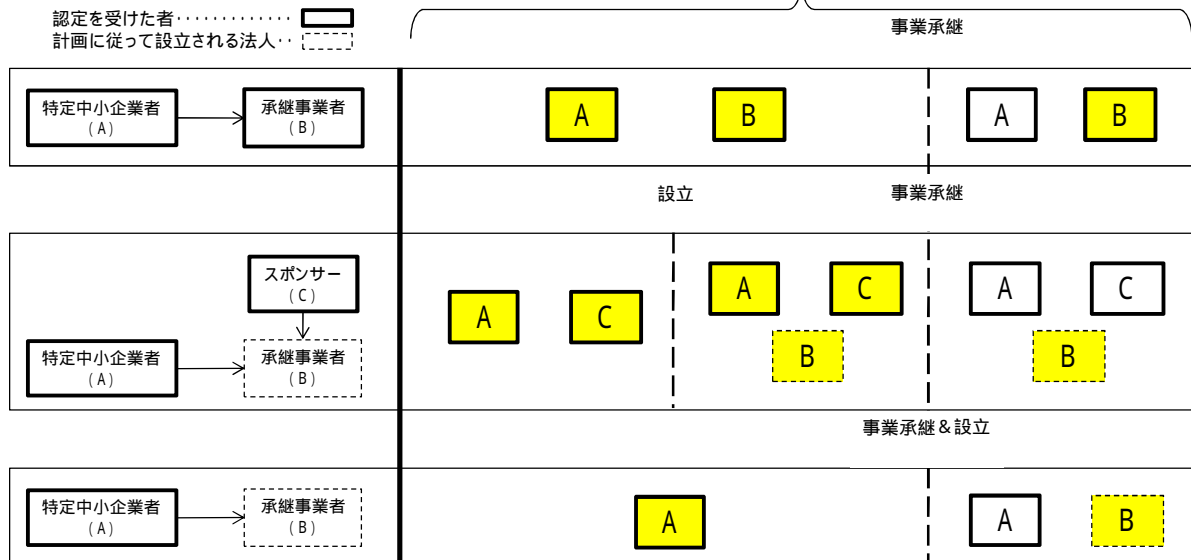 認定を受けた者‥‥‥‥‥‥
計画に従って設立される法人‥
事業承継
特定中小企業者
（A）
承継事業者
（B）
A
B
A
B
設立
事業承継
スポンサー
（C）
特定中小企業者
（A）
承継事業者
（B）
A
C
A
C
B
A
C
B
事業承継＆設立
特定中小企業者
（A）
承継事業者
（B）
A
A
B